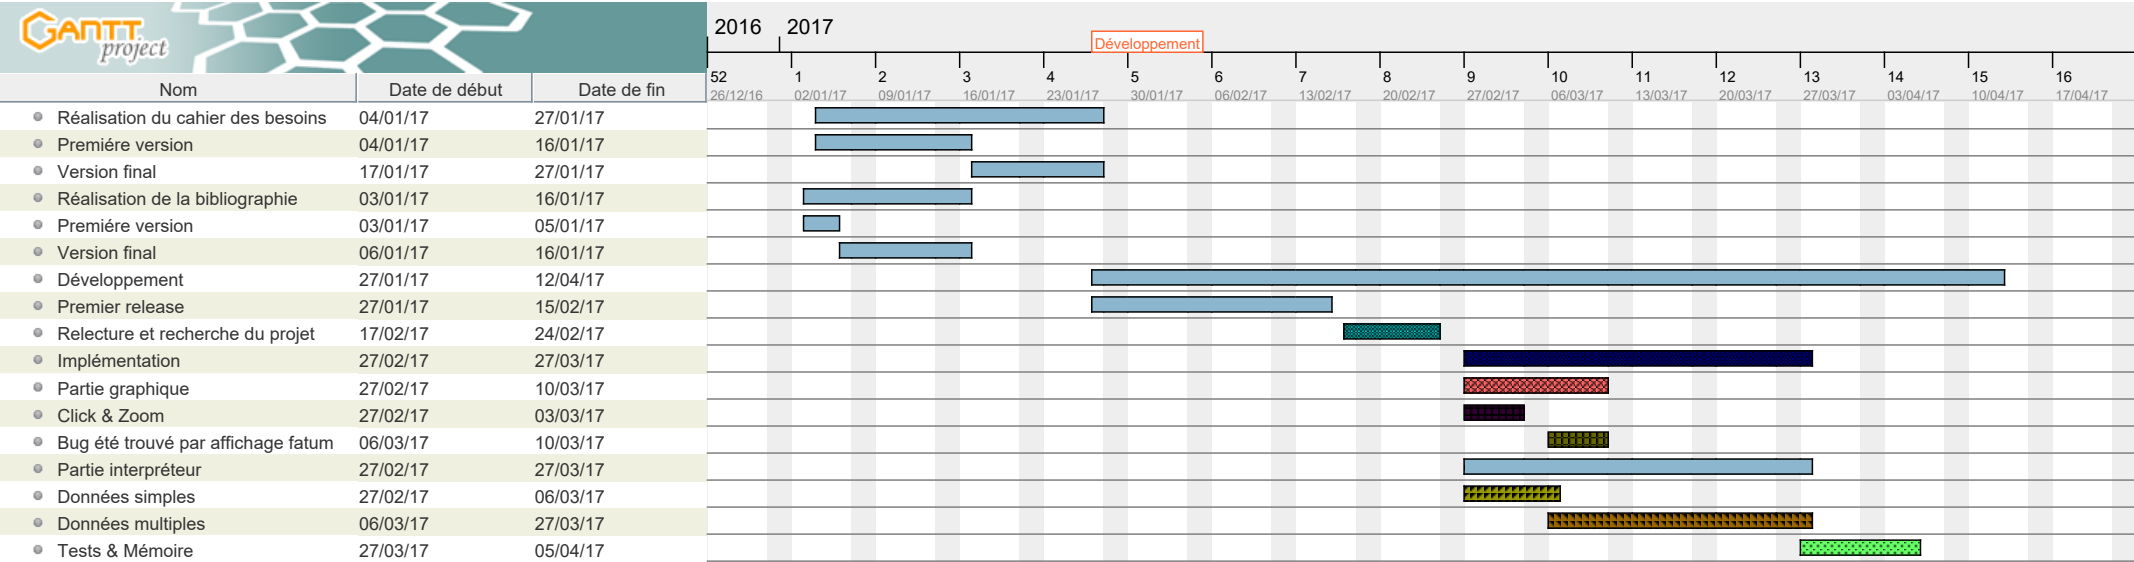 GANTT
project
2016 2017
Développement
52 1 2 3 4 5 6 7 8 9 10 11 12 13 14 15 16
Nom Date de début Date de fin 26/12/16 02/01/17 09/01/17 16/01/17 23/01/17 30/01/17 06/02/17 13/02/17 20/02/17 27/02/17 06/03/17 13/03/17 20/03/17 27/03/17 03/04/17 10/04/17 17/04/17
Réalisation du cahier des besoins 04/01/17 27/01/17
Premiére version 04/01/17 16/01/17
Version final 17/01/17 27/01/17
Réalisation de la bibliographie 03/01/17 16/01/17
Premiére version 03/01/17 05/01/17
Version final 06/01/17 16/01/17
Développement 27/01/17 12/04/17
Premier release 27/01/17 15/02/17
Relecture et recherche du projet 17/02/17 24/02/17
Implémentation 27/02/17 27/03/17
Partie graphique 27/02/17 10/03/17
Click & Zoom 27/02/17 03/03/17
Bug été trouvé par affichage fatum 06/03/17 10/03/17
Partie interpréteur 27/02/17 27/03/17
Données simples 27/02/17 06/03/17
Données multiples 06/03/17 27/03/17
Tests & Mémoire 27/03/17 05/04/17